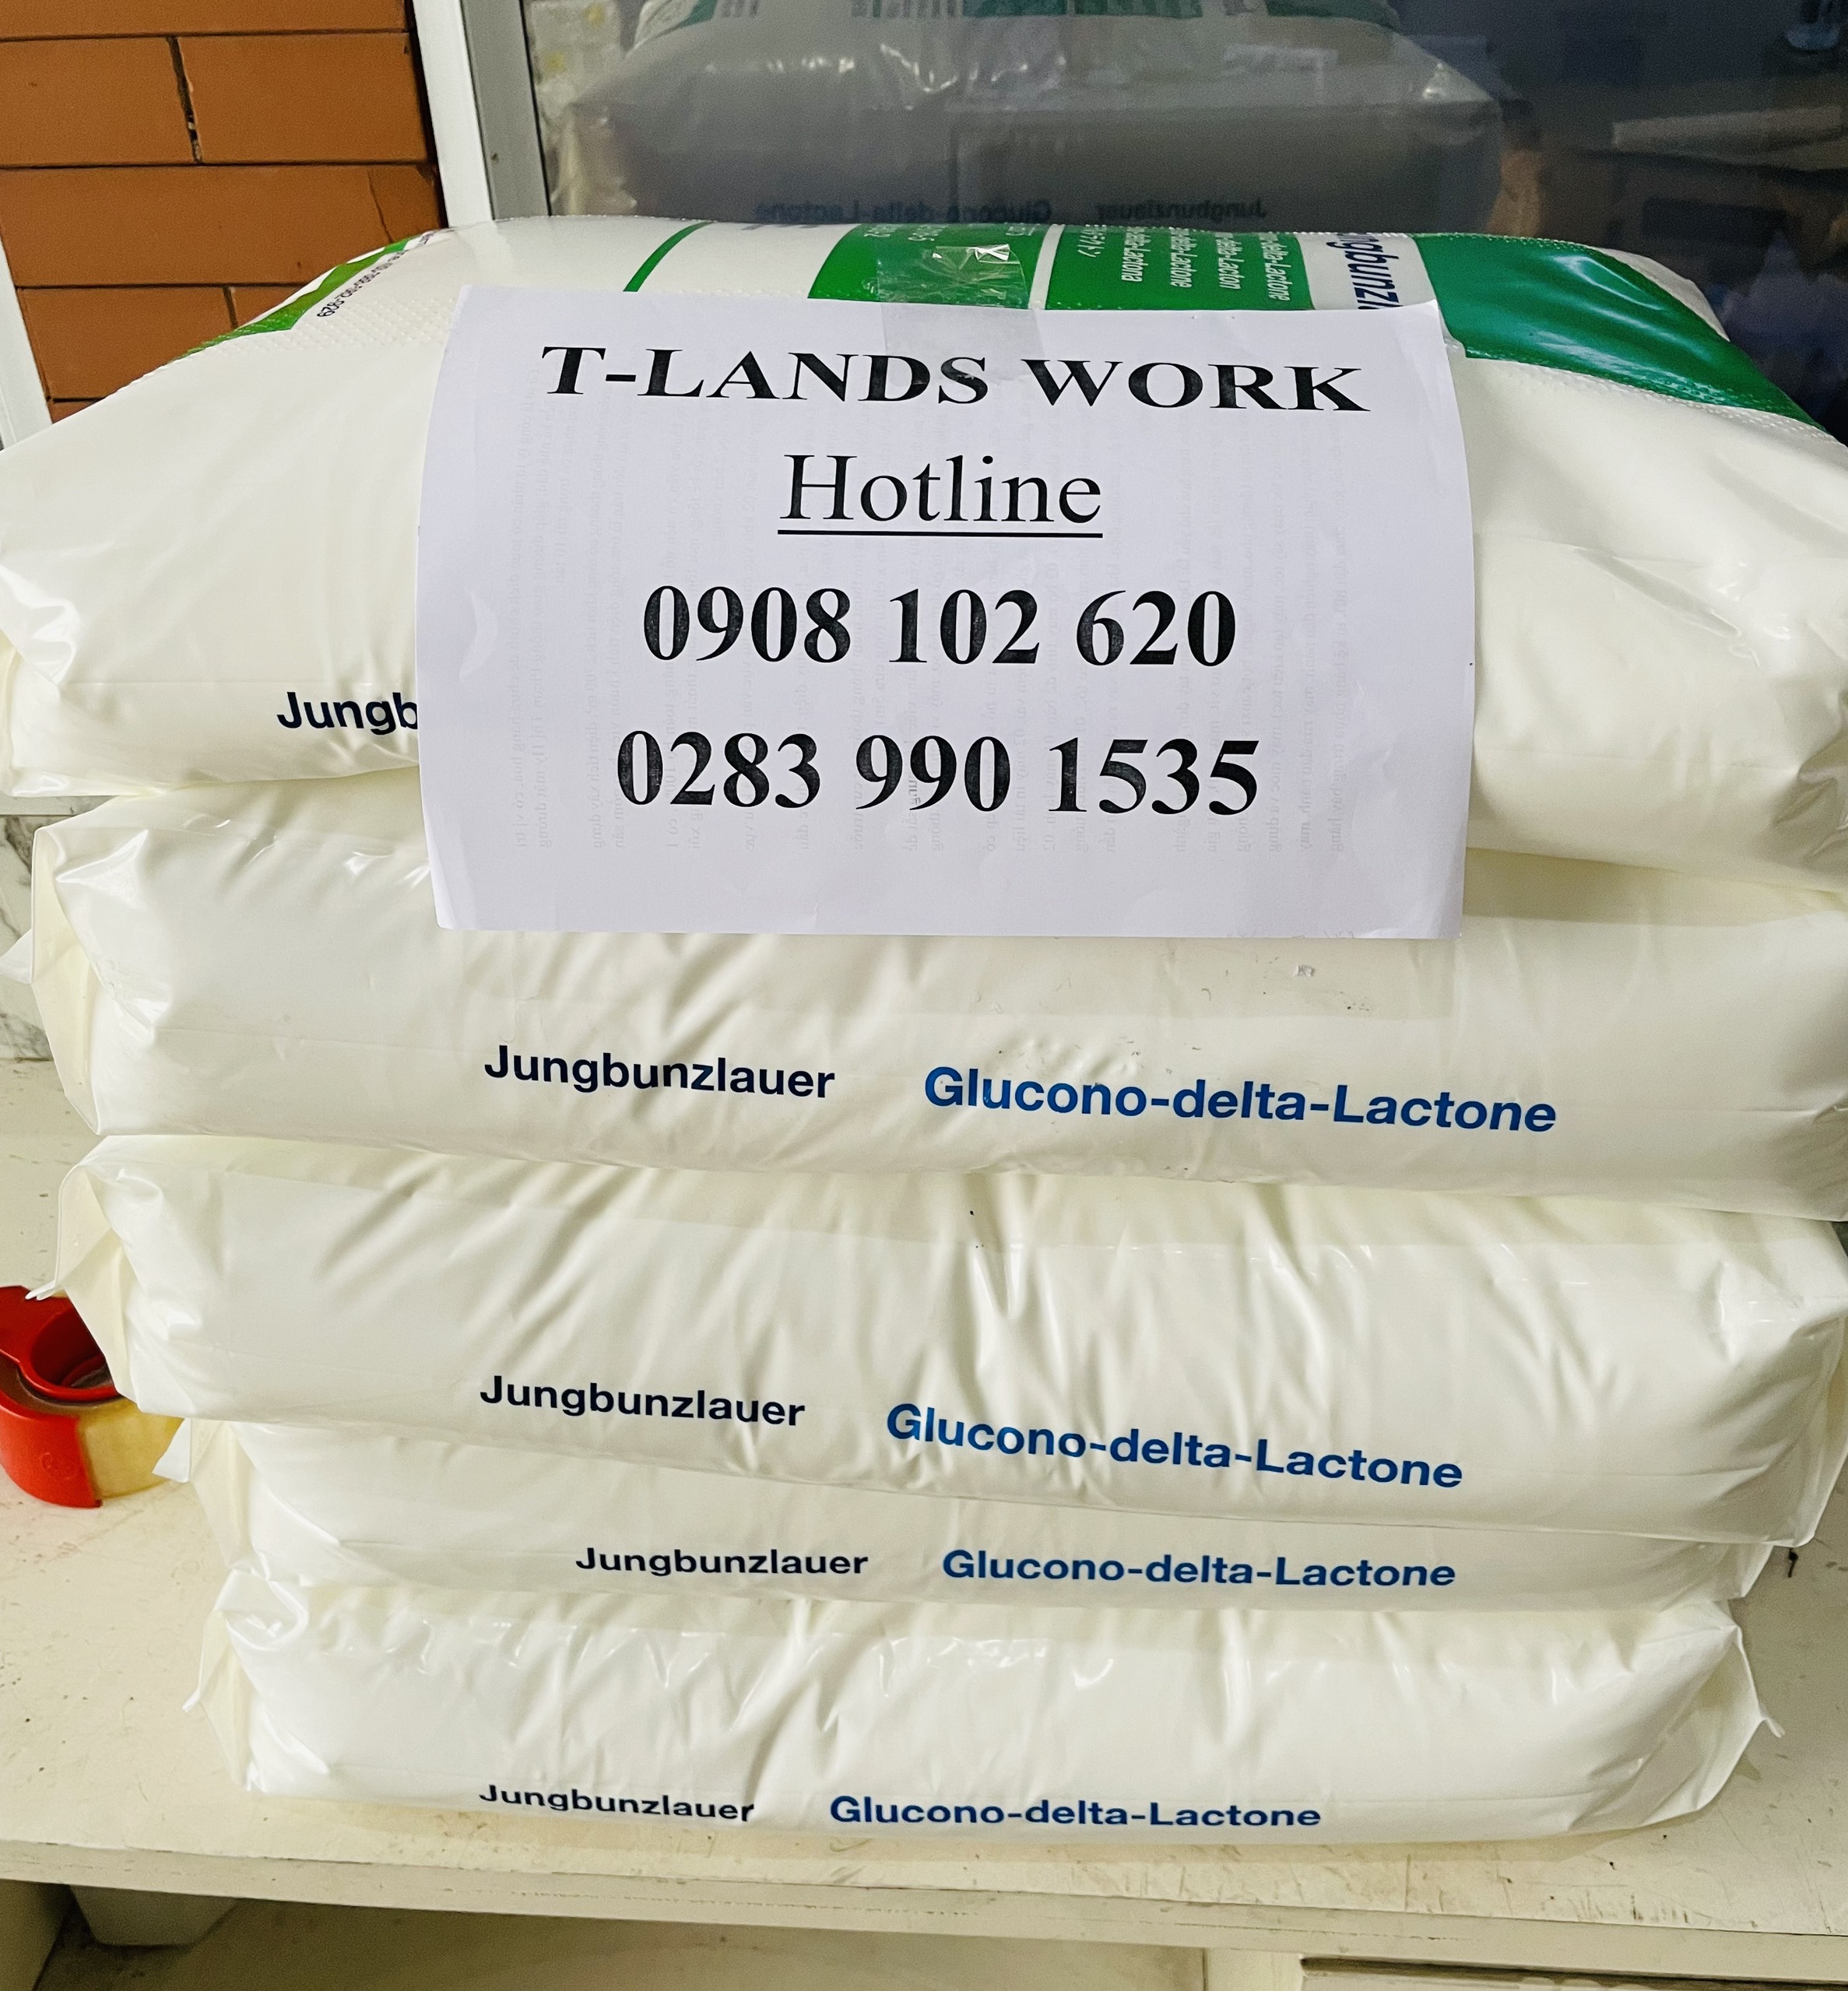 T-LANDS WORK
Hotline
0908 102 620
0283 990 1535
Jungb
Jungbunzlauer Glucono-delta-Lactone
Jungbunzlauer Glucono-delta-Lactone
Jungbunzlauer Glucono-delta-Lactone
Jungbunzlauer Glucono-delta-Lactone